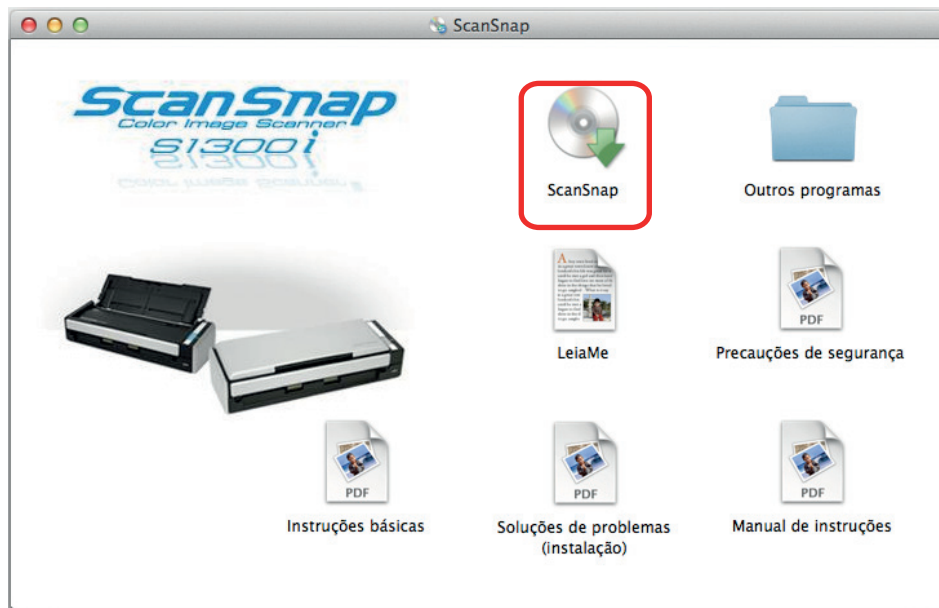 ScanSnap
ScanSnap
Color Image Scanner
S1300i
ScanSnap
Outros programas
LeiaMe
PDF
Precauções de segurança
PDF
Instruções básicas
PDF
Soluções de problemas
(instalação)
PDF
Manual de instruções